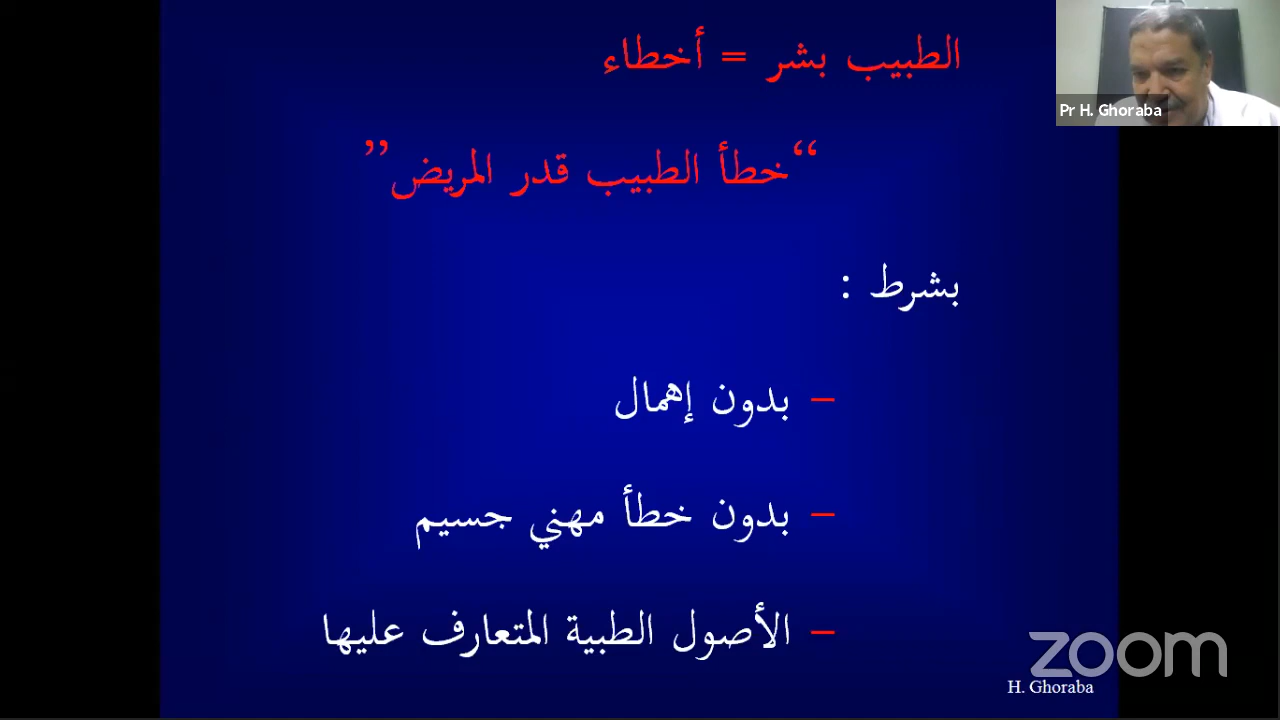 الطبيب بشر = أخطاء
“خطأ الطبيب قدر المريض”
بشرط :
– بدون إهمال
– بدون خطأ مهني جسيم
– الأصول الطبية المتعارف عليها
Pr H. Ghoraba
zoom
H. Ghoraba